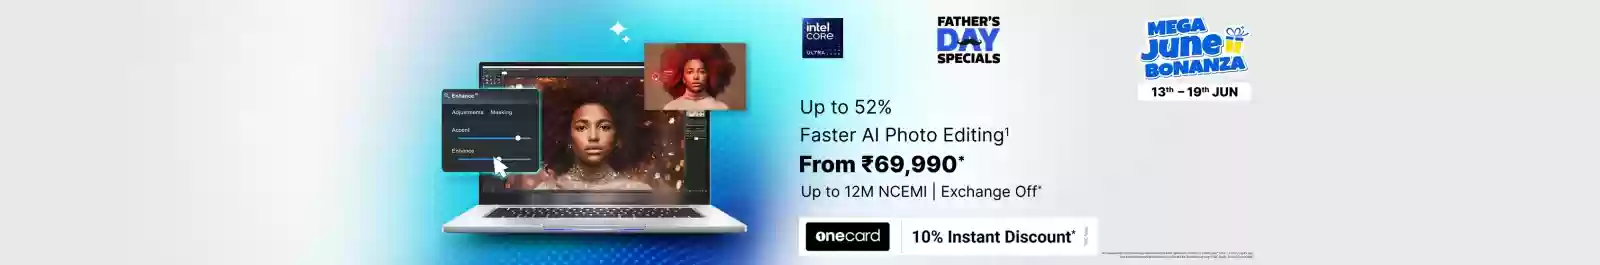 intel
CORE
ULTRA
FATHER'S
DAY
SPECIALS
MEGA
June
BONANZA
13th – 19th JUN
Enhance
Adjustments Masking
Accent
Enhance
Up to 52%
Faster AI Photo Editing¹
From ₹69,990*
Up to 12M NCEMI | Exchange Off*
onecard
10% Instant Discount*